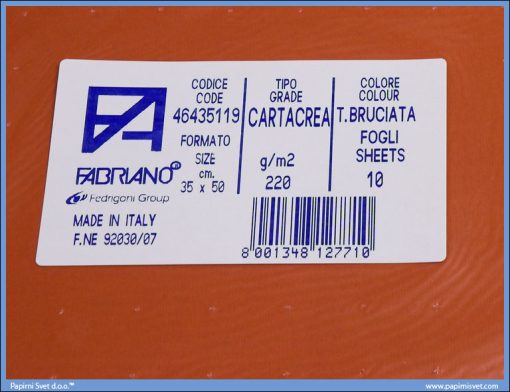 CODICE
CODE
46435119
FORMATO
SIZE
cm.
35 x 50
TIPO
GRADE
CARTACREA
g/m2
220
COLORE
COLOUR
T.BRUCIATA
FOGLI
SHEETS
10
FABRIANO
Fedrigoni Group
MADE IN ITALY
F.NE 92030/07
8 001348 127710
Papirni Svet d.o.o.™
www.papirnisvet.com